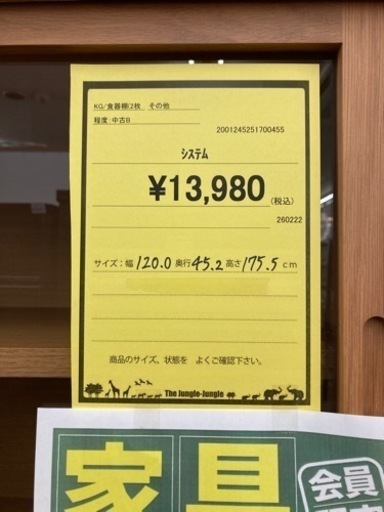 KG/食器棚(2枚 その他
程度:中古B
2001245251700455
システム
¥13,980(税込)
260222
サイズ:幅 120.0 奥行 45.2 高さ 175.5 cm
商品のサイズ、状態を よくご確認下さい。
The Jungle-Jungle
家具
会員